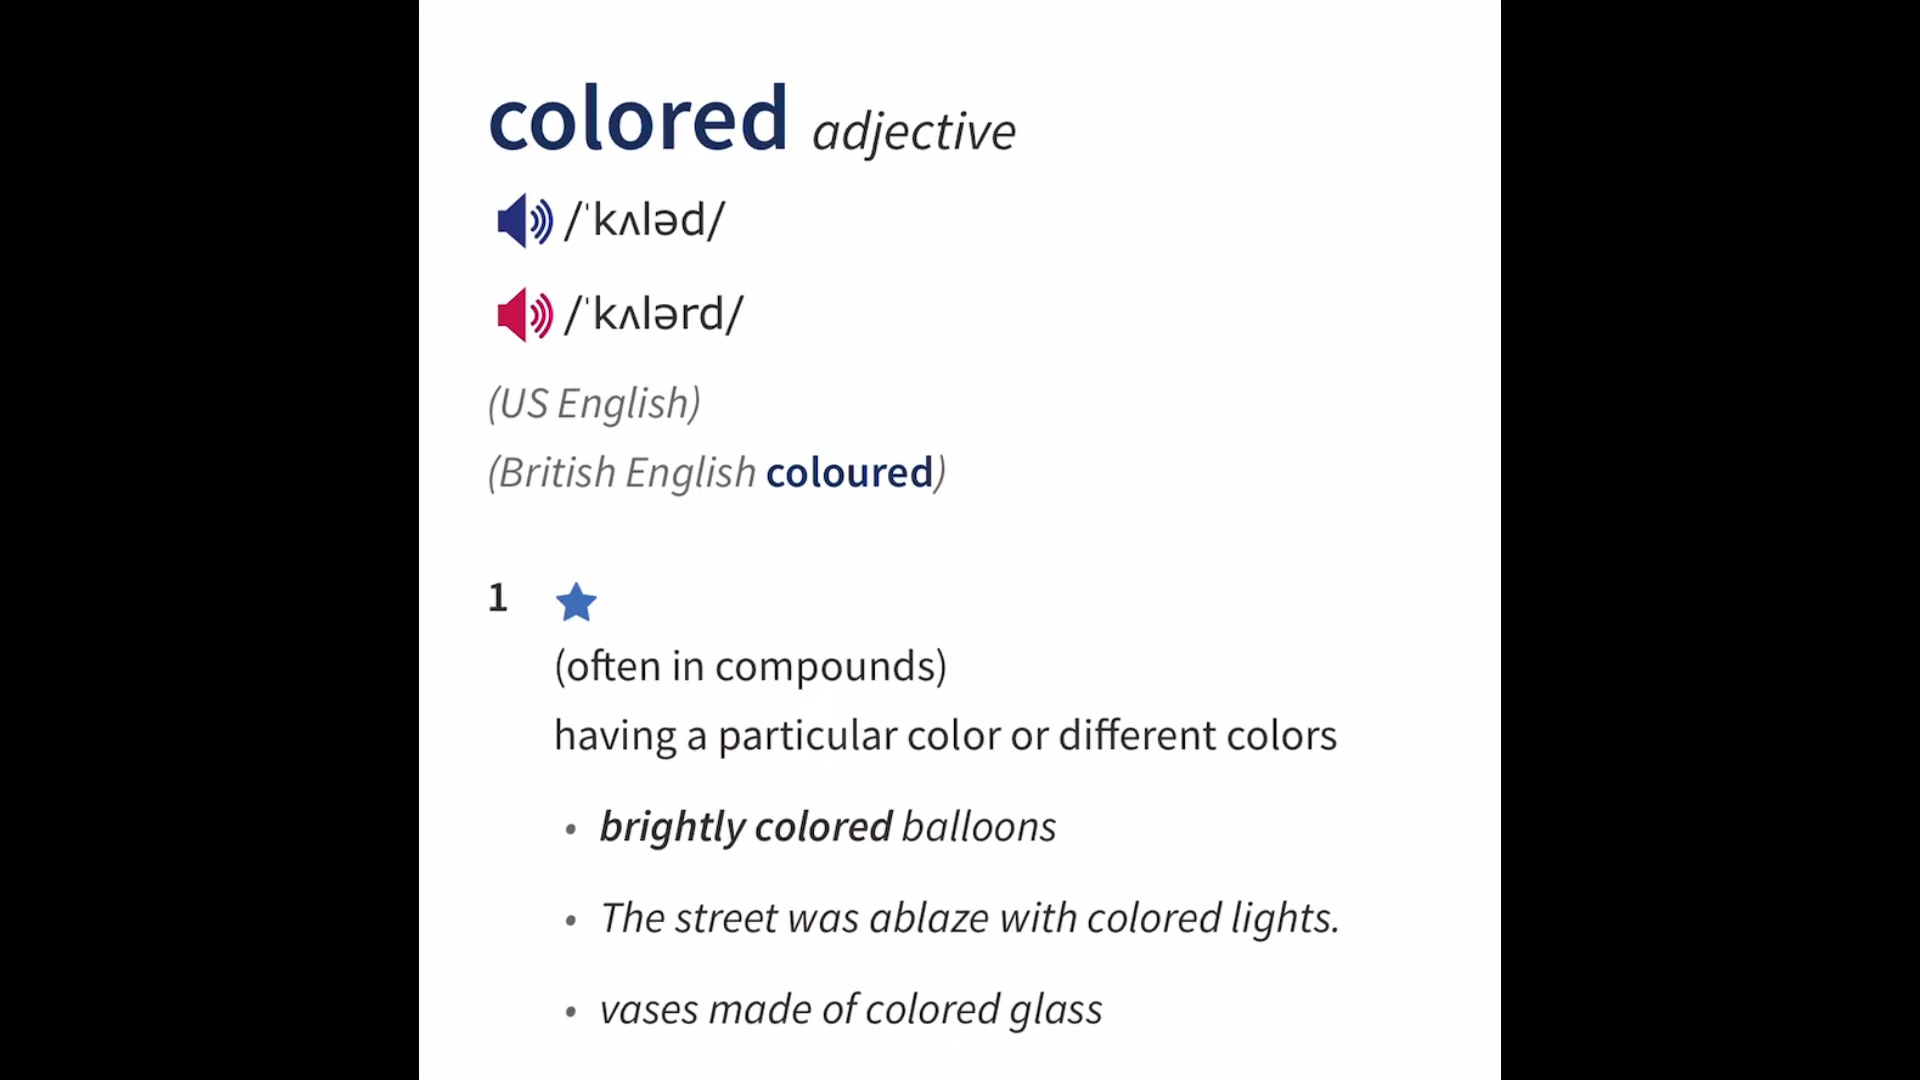 colored adjective
/ˈkʌləd/
/ˈkʌlərd/
(US English)
(British English coloured)
1
(often in compounds)
having a particular color or different colors
• brightly colored balloons
• The street was ablaze with colored lights.
• vases made of colored glass